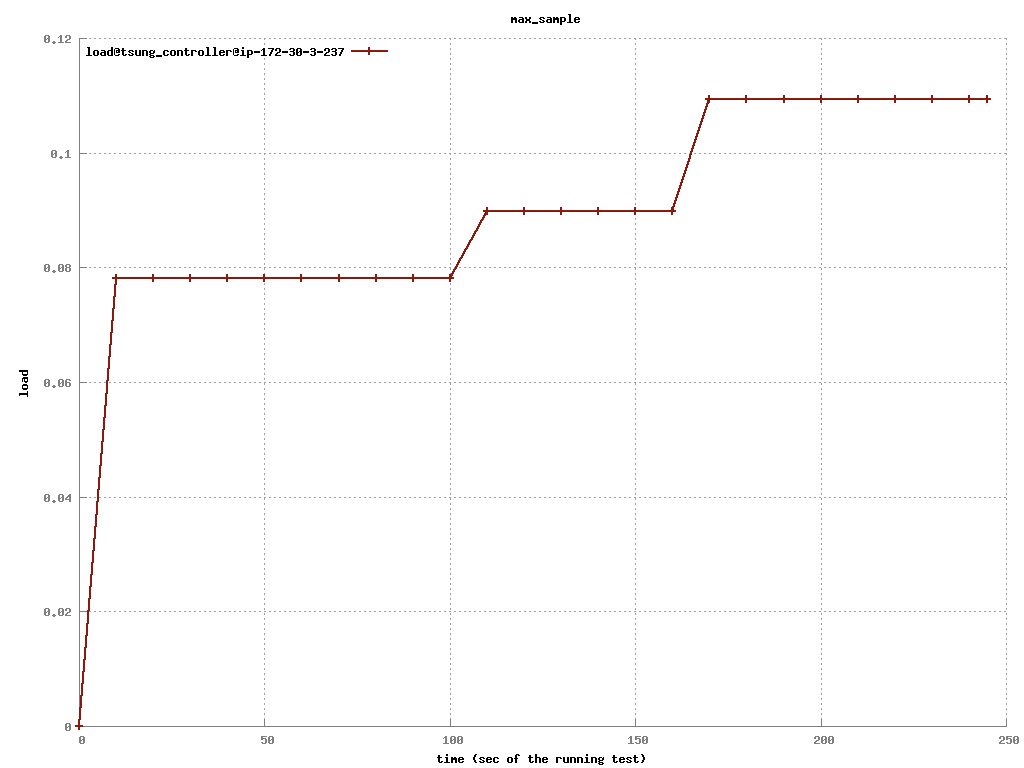 max_sample
load@tsung_controller@ip-172-30-3-237
0.12
0.1
0.08
0.06
0.04
0.02
0
load
0 50 100 150 200 250
time (sec of the running test)